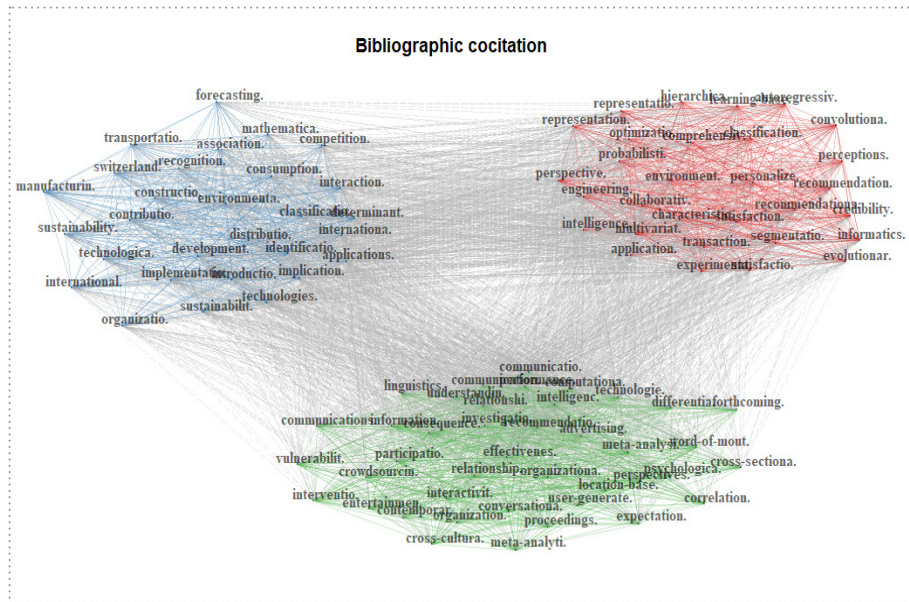 Bibliographic cocitation
forecasting.
mathematica.
transportatio.
association.
competition.
switzerland.
recognition.
consumption.
manufacturin.
interaction.
constructio.
environmenta.
contributio.
classificatio.
determinant.
sustainability.
distributio.
internationa.
technologica.
development.
identificatio.
applications.
international.
implementatio.
introductio.
implication.
technologies.
sustainabilit.
organizatio.
hierarchica.
representatio.
autoregressiv.
representation.
convolutiona.
optimizatio.
comprehensiv.
classification.
probabilisti.
perceptions.
perspective.
environment.
personalize.
engineering.
recommendation.
collaborativ.
recommendationa.
characteristic.
satisfaction.
credibility.
intelligence.
multivariat.
segmentatio.
informatics.
application.
transaction.
evolutionar.
experimenta.
satisfactio.
communicatio.
communication.
performance.
computationa.
linguistics.
understandin.
technologie.
relationshi.
intelligenc.
differentia.
forthcoming.
communications.
information.
consequence.
investigatio.
recommendatio.
advertising.
meta-analysi.
word-of-mout.
vulnerabilit.
participatio.
effectivenes.
cross-sectiona.
crowdsourcin.
relationship.
organizationa.
perspectives.
psychologica.
location-base.
interventio.
entertainmen.
interactivit.
user-generate.
correlation.
contemporar.
conversationa.
organization.
proceedings.
expectation.
cross-cultura.
meta-analyti.